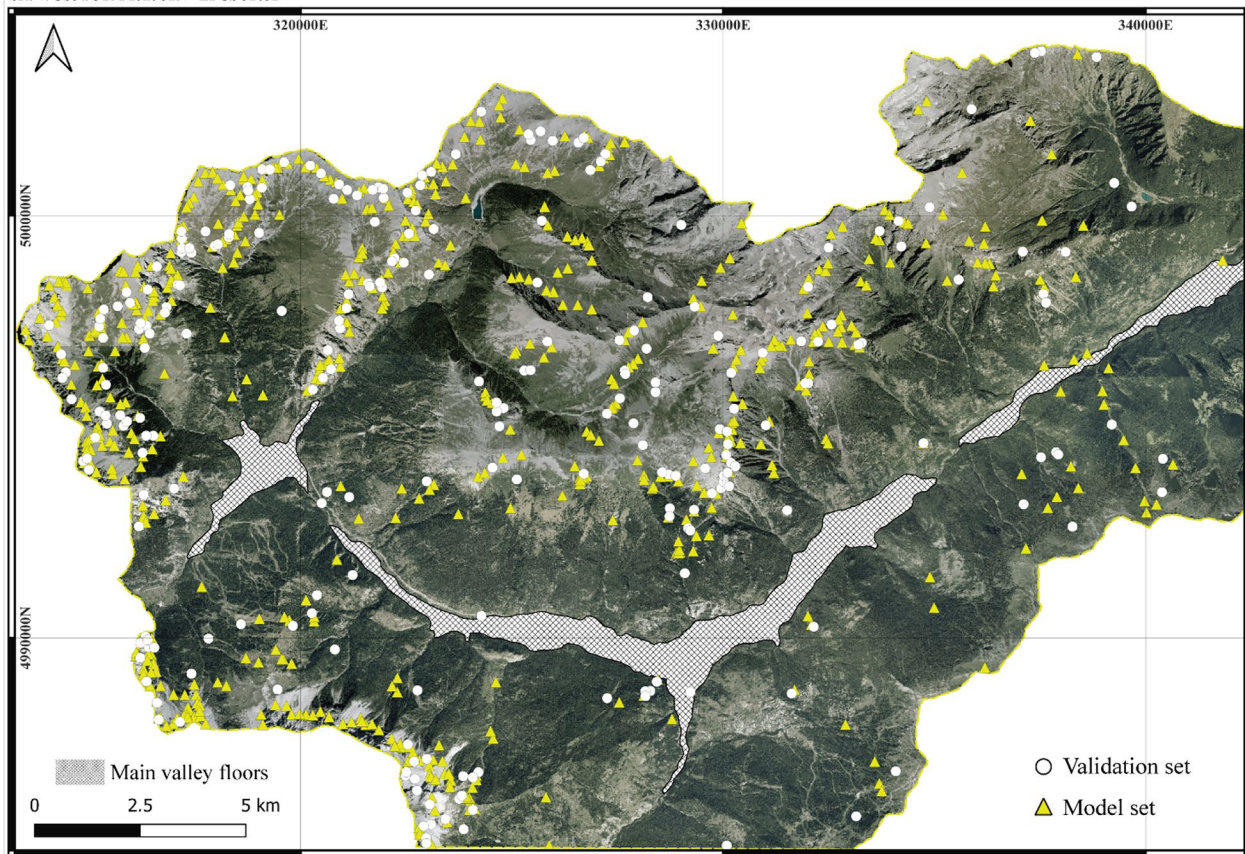 320000E
330000E
340000E
5000000N
4990000N
Main valley floors
0 2.5 5 km
Validation set
Model set